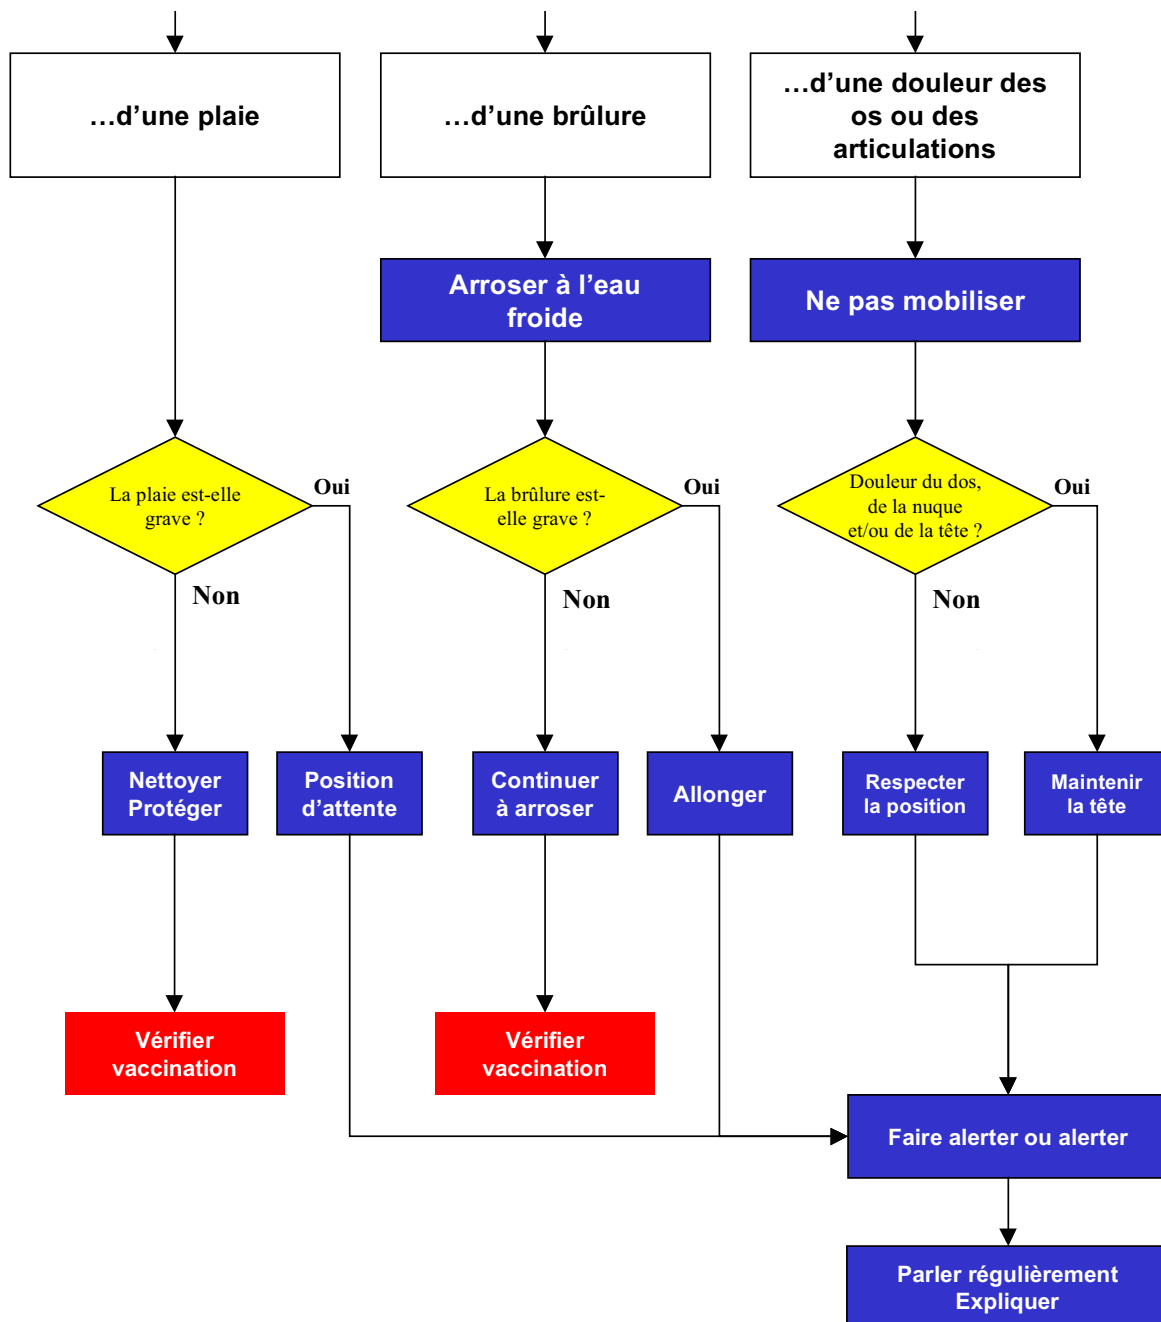 …d'une plaie
…d'une brûlure
…d'une douleur des
os ou des
articulations
Arroser à l'eau
froide
Ne pas mobiliser
La plaie est-elle
grave ?
Oui
Non
La brûlure est-
elle grave ?
Oui
Non
Douleur du dos,
de la nuque
et/ou de la tête ?
Oui
Non
Nettoyer
Protéger
Position
d'attente
Continuer
à arroser
Allonger
Respecter
la position
Maintenir
la tête
Vérifier
vaccination
Vérifier
vaccination
Faire alerter ou alerter
Parler régulièrement
Expliquer